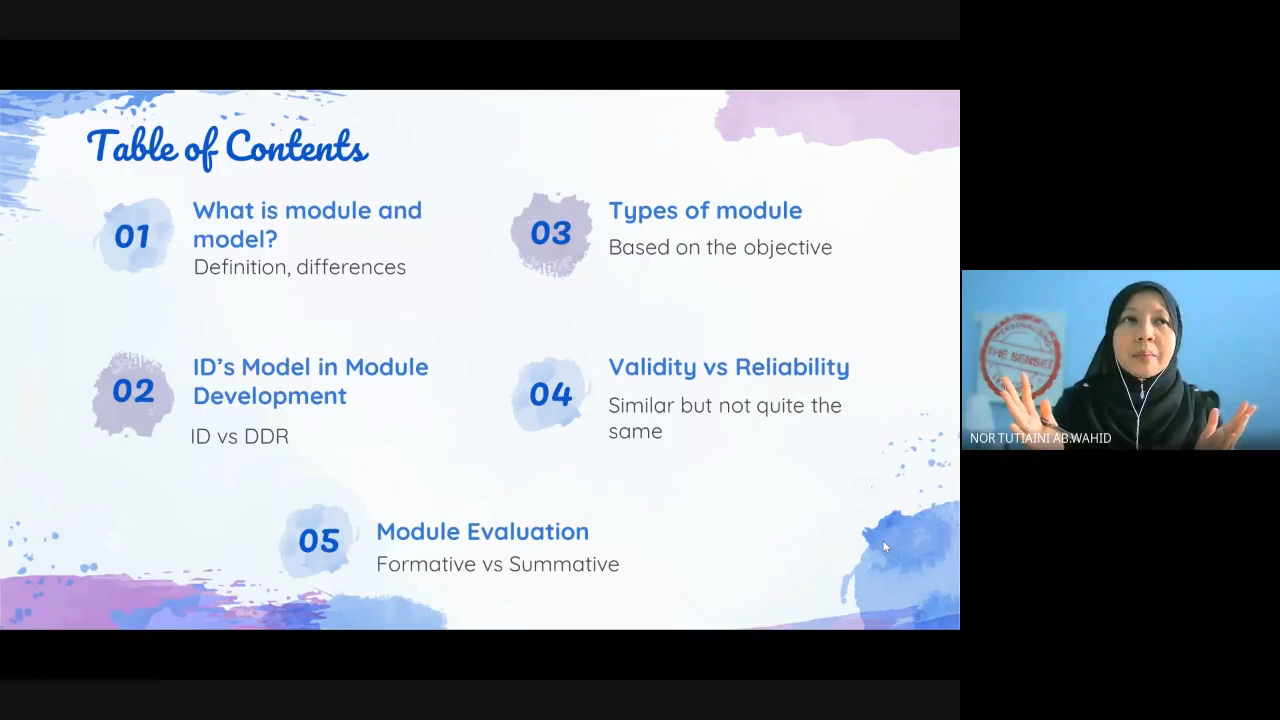 Table of Contents
01
What is module and
model?
Definition, differences
02
ID's Model in Module
Development
ID vs DDR
03
Types of module
Based on the objective
04
Validity vs Reliability
Similar but not quite the
same
05
Module Evaluation
Formative vs Summative
THE SENSEI
NOR TUTIAINI AB.WAHID